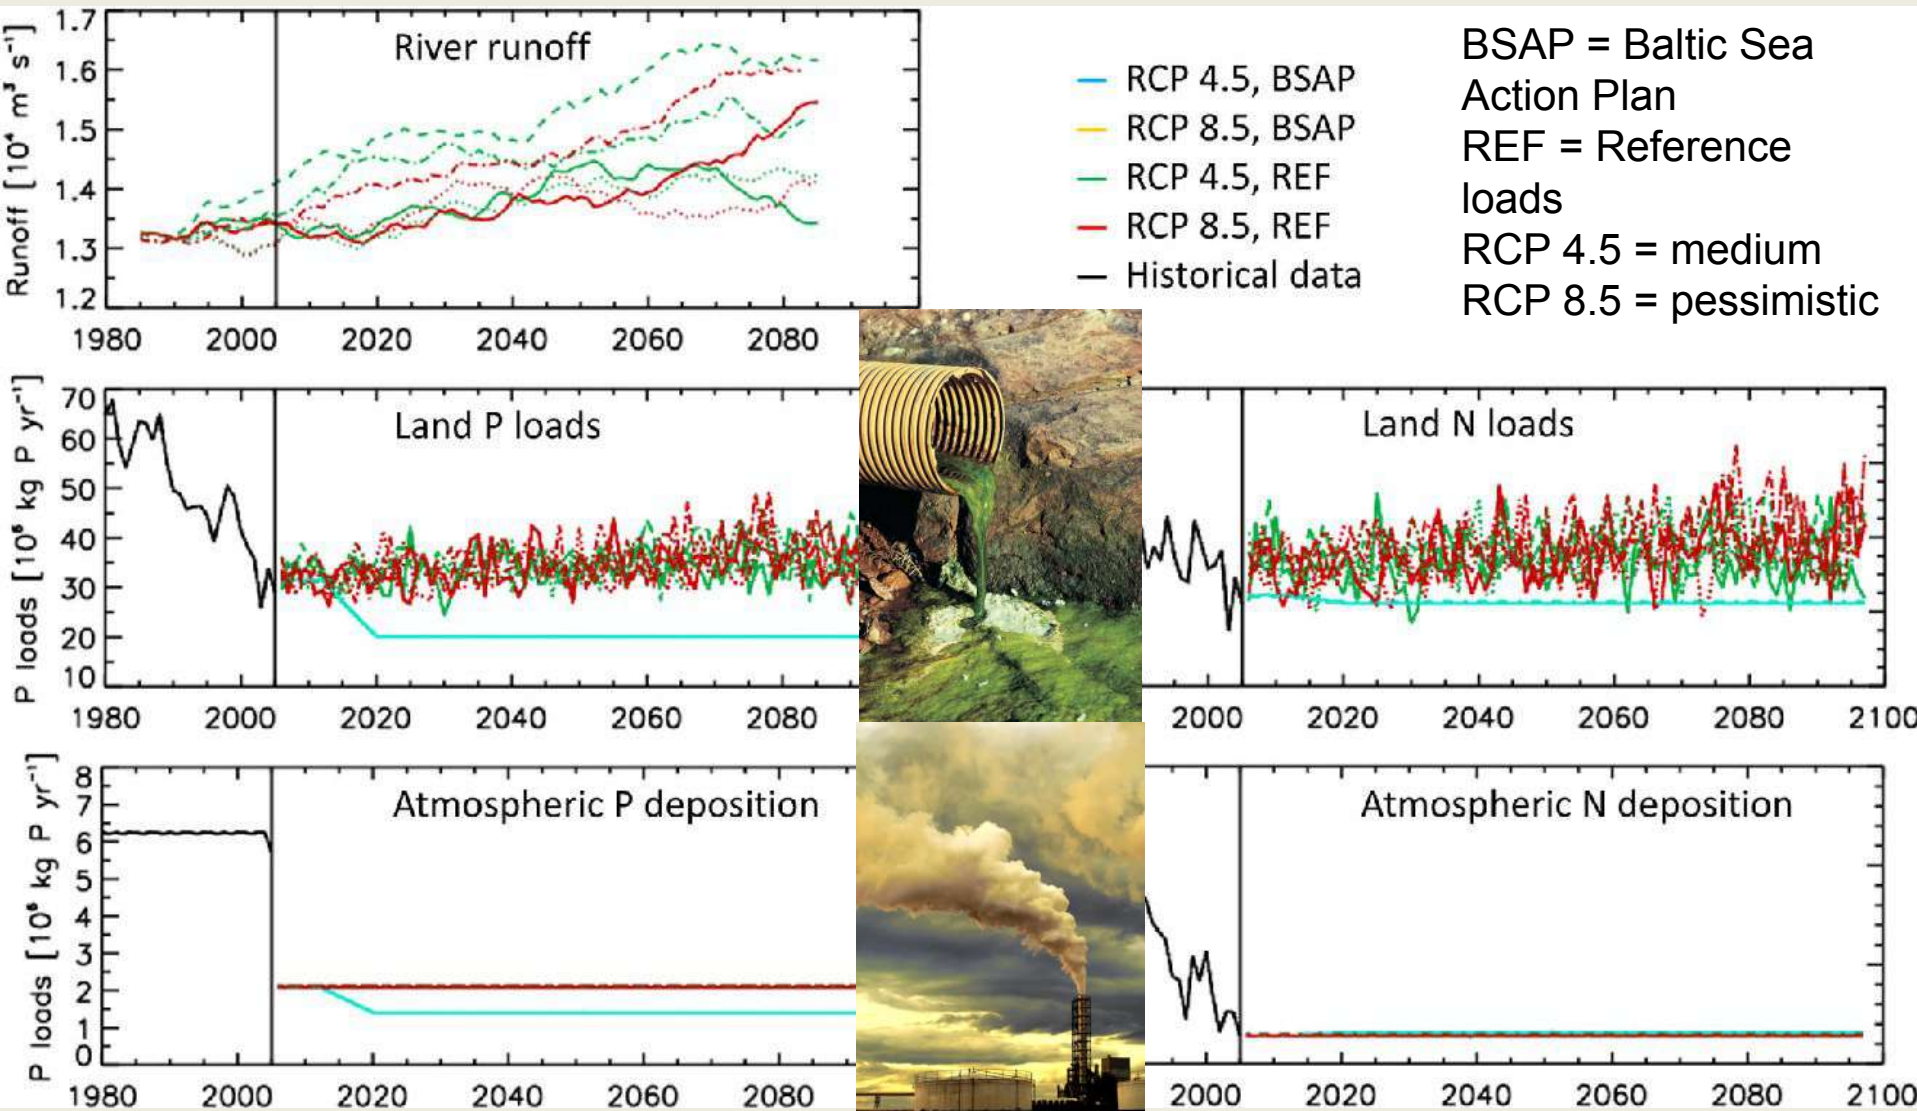 1.7
1.6
1.5
1.4
1.3
1.2
Runoff [10⁴ m³ s⁻¹]
River runoff
1980 2000 2020 2040 2060 2080
RCP 4.5, BSAP
RCP 8.5, BSAP
RCP 4.5, REF
RCP 8.5, REF
Historical data
BSAP = Baltic Sea
Action Plan
REF = Reference
loads
RCP 4.5 = medium
RCP 8.5 = pessimistic
70
60
50
40
30
20
10
P loads [10⁶ kg P yr⁻¹]
Land P loads
1980 2000 2020 2040 2060 2080
Land N loads
2000 2020 2040 2060 2080 2100
8
7
6
5
4
3
2
1
0
P loads [10⁶ kg P yr⁻¹]
Atmospheric P deposition
1980 2000 2020 2040 2060 2080
Atmospheric N deposition
2000 2020 2040 2060 2080 2100